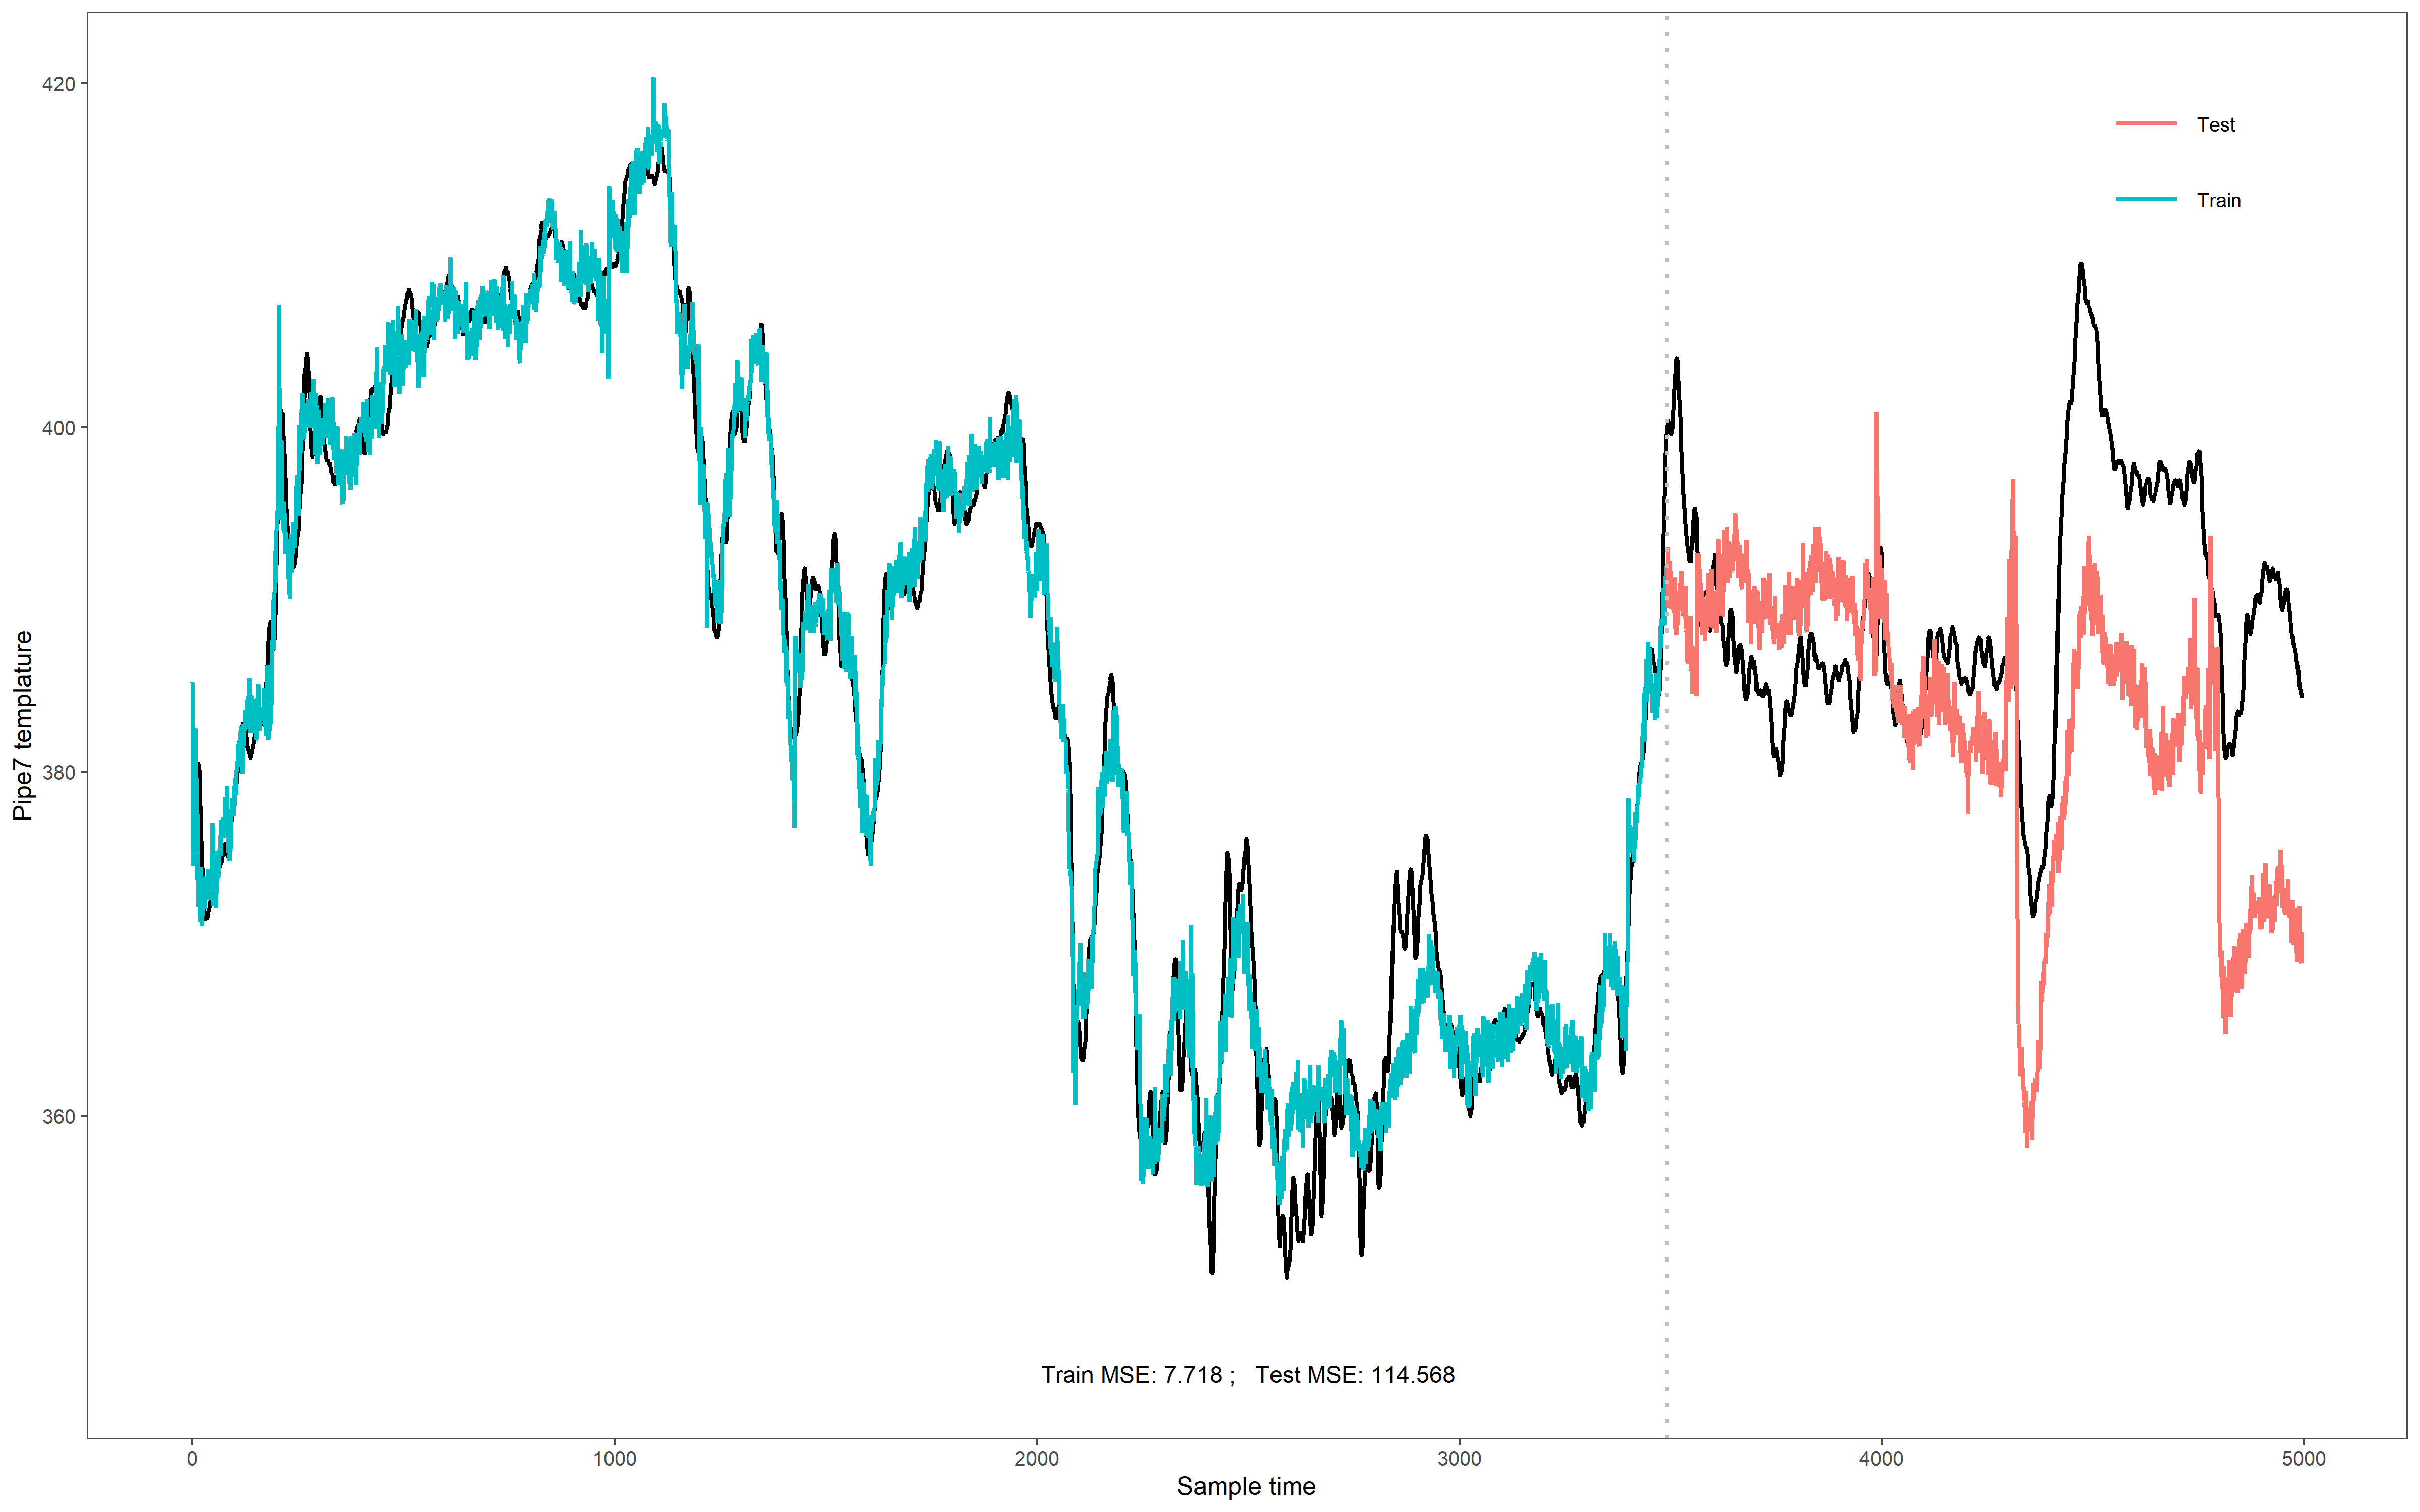 420
400
380
360
Pipe7 templature
Test
Train
Train MSE: 7.718 ;   Test MSE: 114.568
0 1000 2000 3000 4000 5000
Sample time